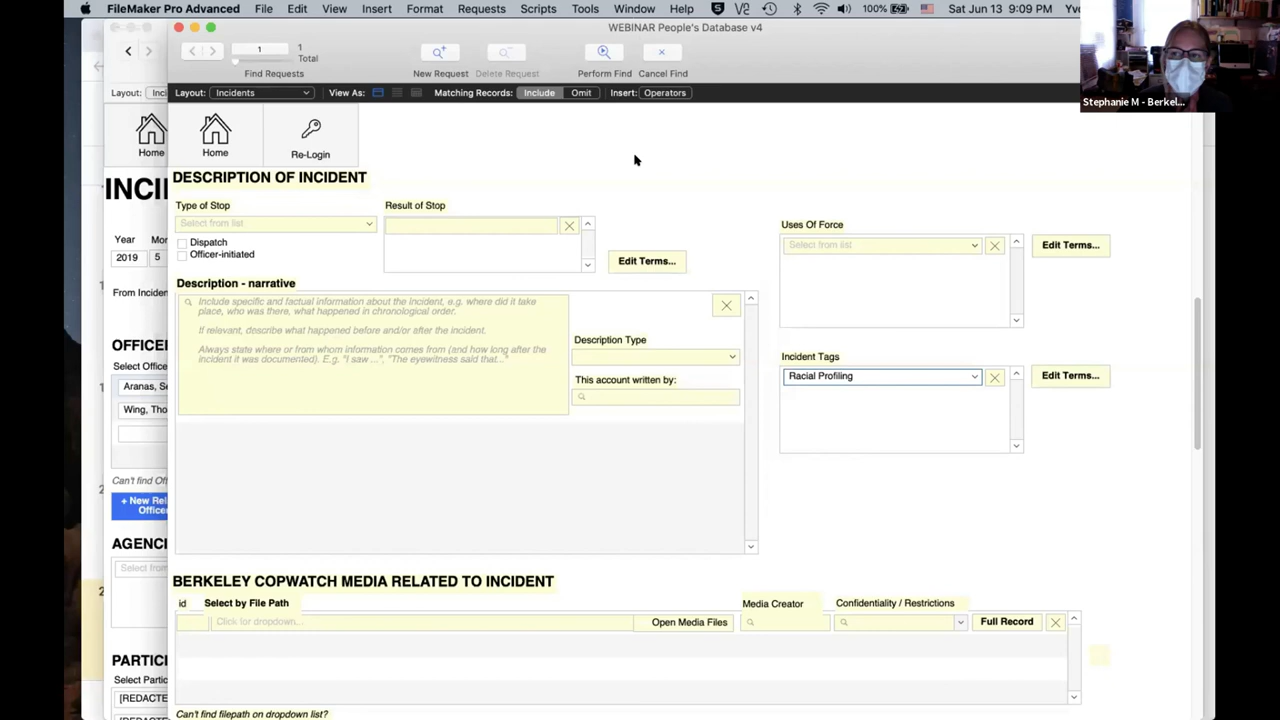 FileMaker Pro Advanced File Edit View Insert Format Requests Scripts Tools Window Help 100% Sat Jun 13 9:09 PM Yv
WEBINAR People's Database v4
1 1 Total
Find Requests New Request Delete Request Perform Find Cancel Find
Stephanie M - Berkel...
Layout: Inci Layout: Incidents View As: Matching Records: Include Omit Insert: Operators
Home Home Re-Login
INCI
DESCRIPTION OF INCIDENT
Type of Stop Result of Stop
Select from list
Dispatch
Officer-initiated
Edit Terms...
Uses Of Force
Select from list Edit Terms...
Year Mo
2019 5
From Inciden
Description - narrative
Include specific and factual information about the incident, e.g. where did it take
place, who was there, what happened in chronological order.
If relevant, describe what happened before and/or after the incident.
Always state where or from whom information comes from (and how long after the
incident it was documented). E.g. "I saw ...", "The eyewitness said that..."
Description Type
This account written by:
Incident Tags
Racial Profiling Edit Terms...
OFFICE
Select Office
Aranas, Se
Wing, Tho
Can't find Off
+ New Rel
Office
AGENC
Select from
BERKELEY COPWATCH MEDIA RELATED TO INCIDENT
id Select by File Path Media Creator Confidentiality / Restrictions
Click for dropdown... Open Media Files Full Record
PARTIC
Select Partic
[REDACTE
Can't find filepath on dropdown list?